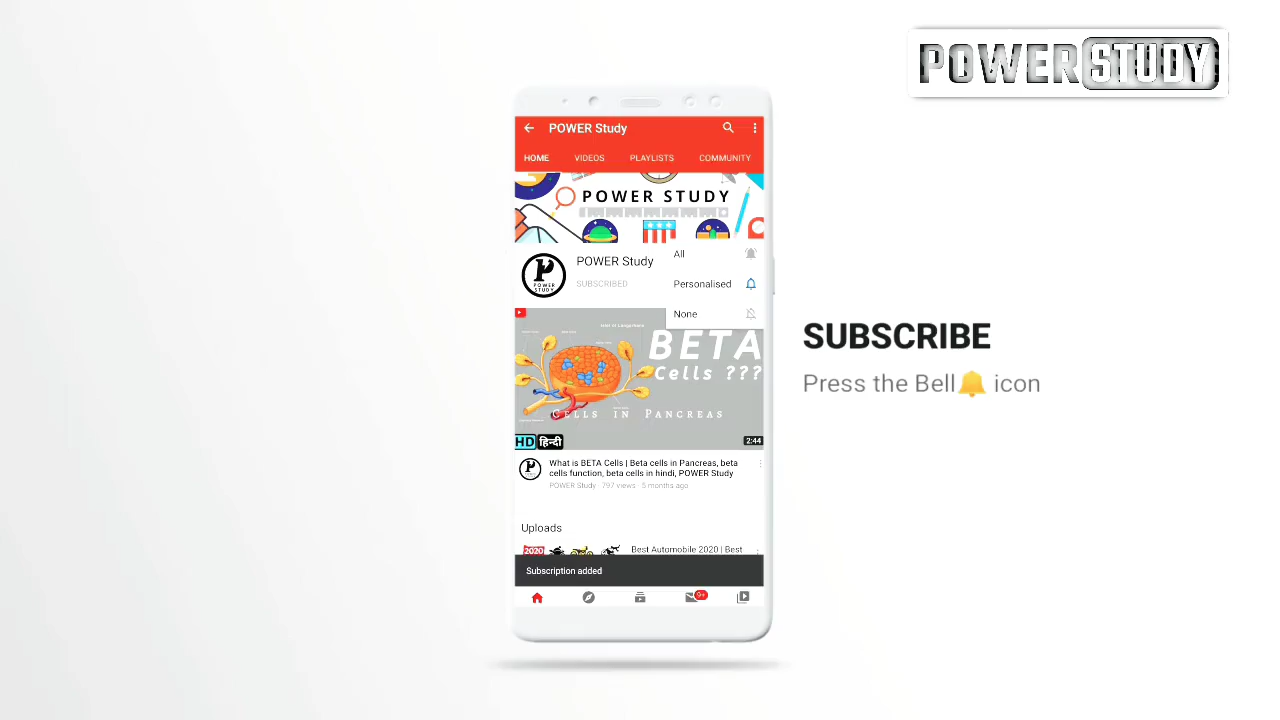 POWER STUDY
POWER Study
HOME VIDEOS PLAYLISTS COMMUNITY
POWER STUDY
POWER Study
SUBSCRIBED
All
Personalised
None
BETA
Cells ???
CELLS IN PANCREAS
HD हिन्दी
2:44
What is BETA Cells | Beta cells in Pancreas, beta
cells function, beta cells in hindi, POWER Study
POWER Study · 797 views · 5 months ago
Uploads
2020
Best Automobile 2020 | Best
Subscription added
9+
SUBSCRIBE
Press the Bell🔔 icon